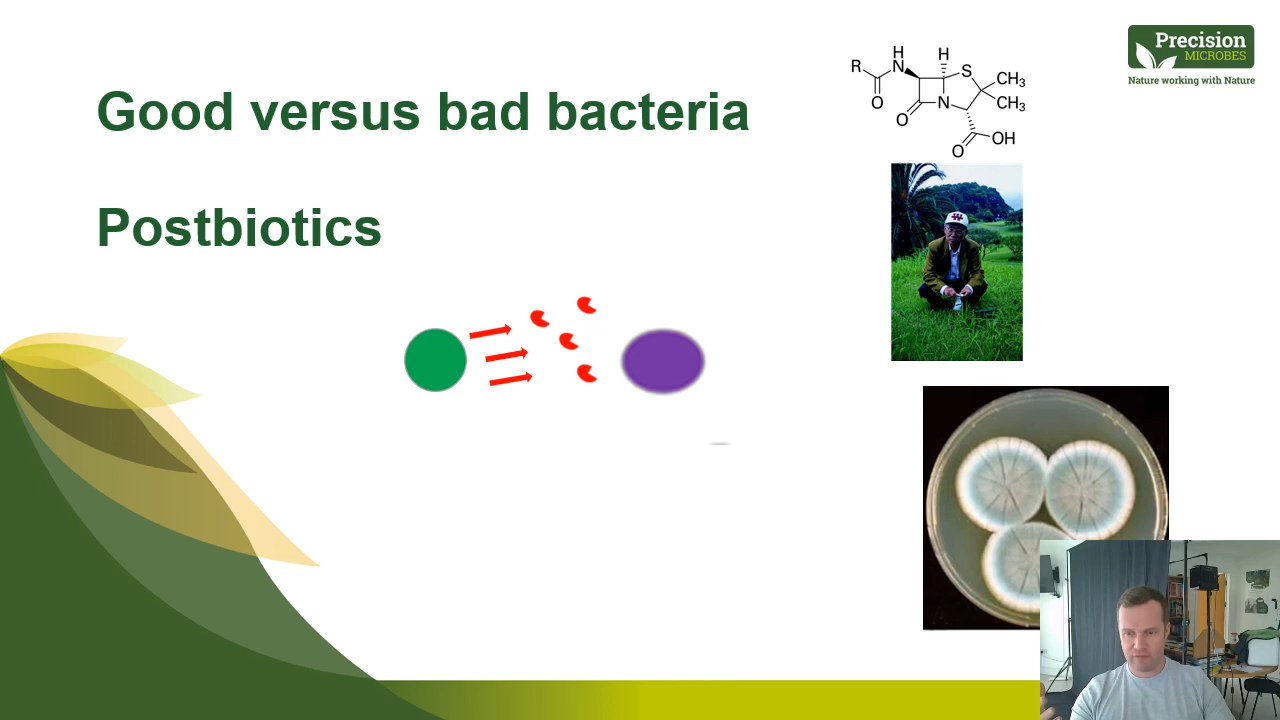 Precision
MICROBES
Nature working with Nature
Good versus bad bacteria
Postbiotics
H
H
R
N
S
CH3
N
CH3
O
O
OH
O